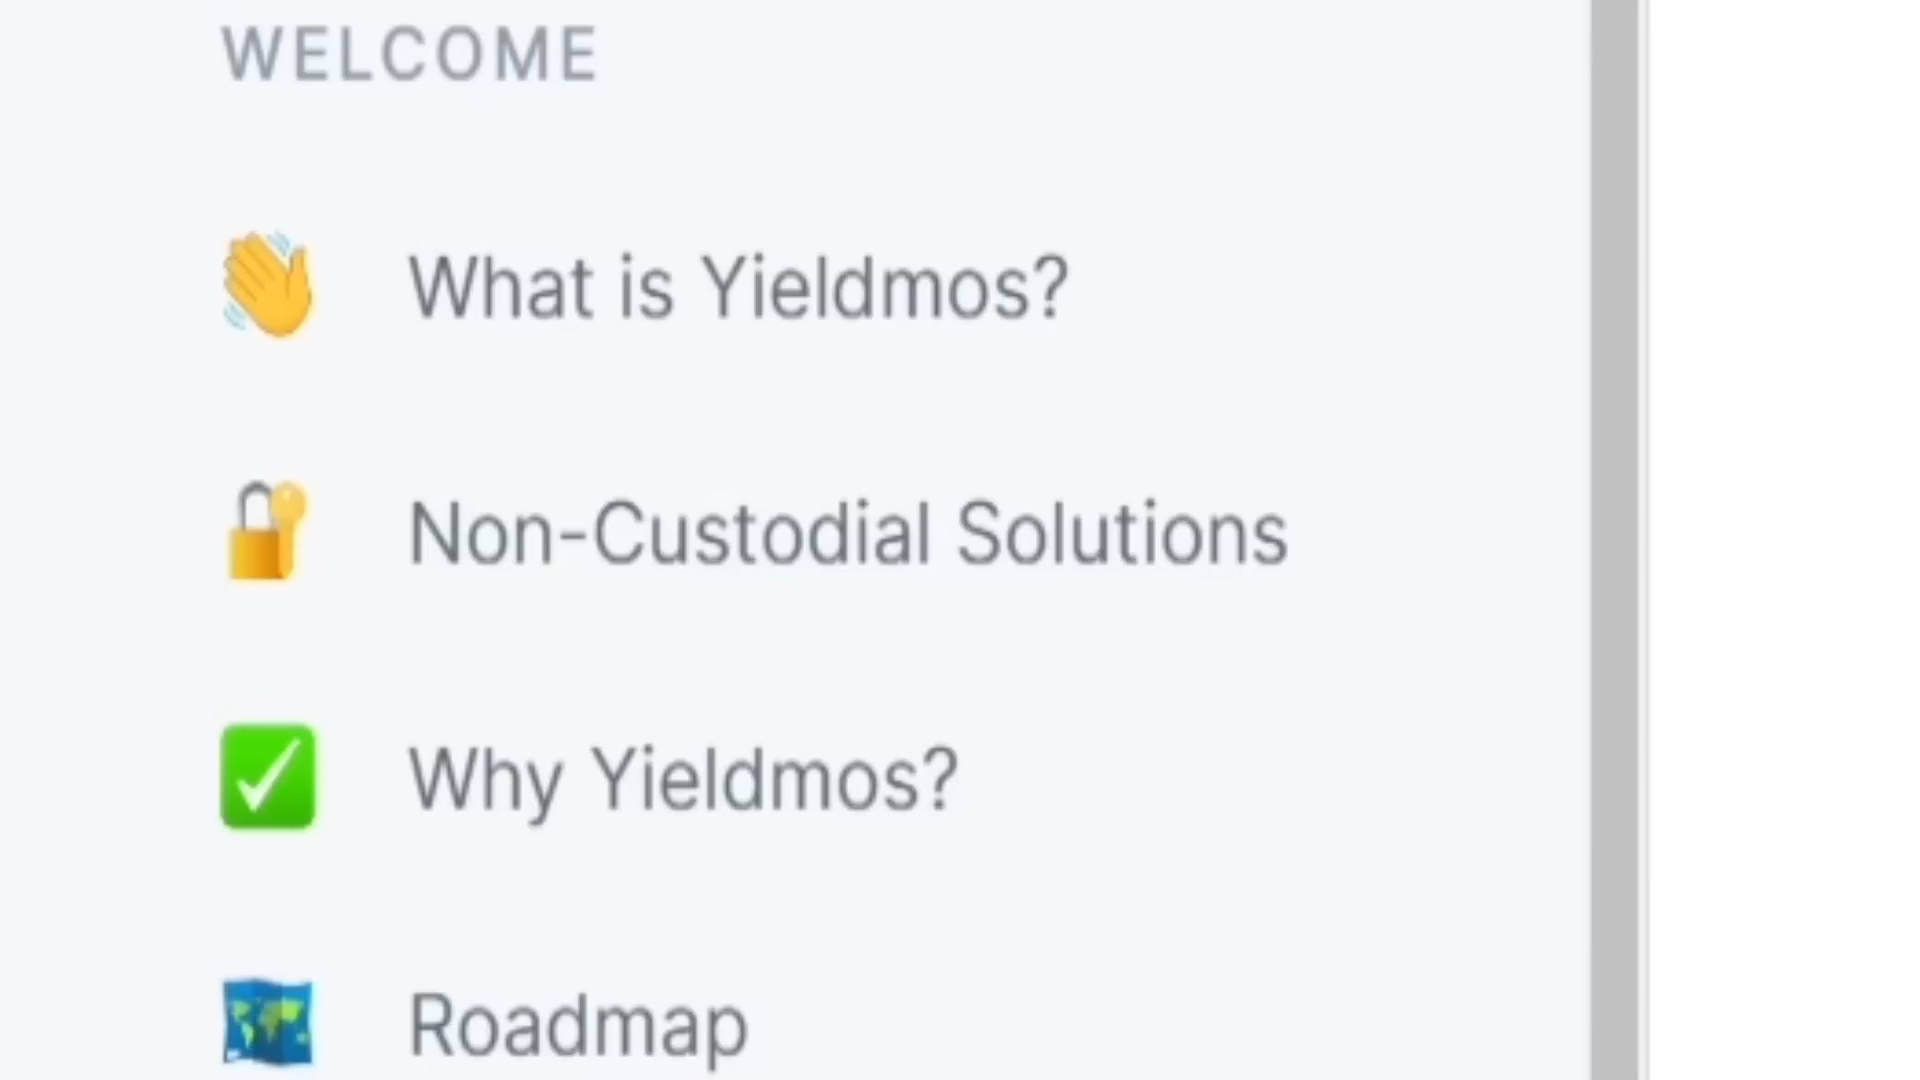 WELCOME
What is Yieldmos?
Non-Custodial Solutions
Why Yieldmos?
Roadmap